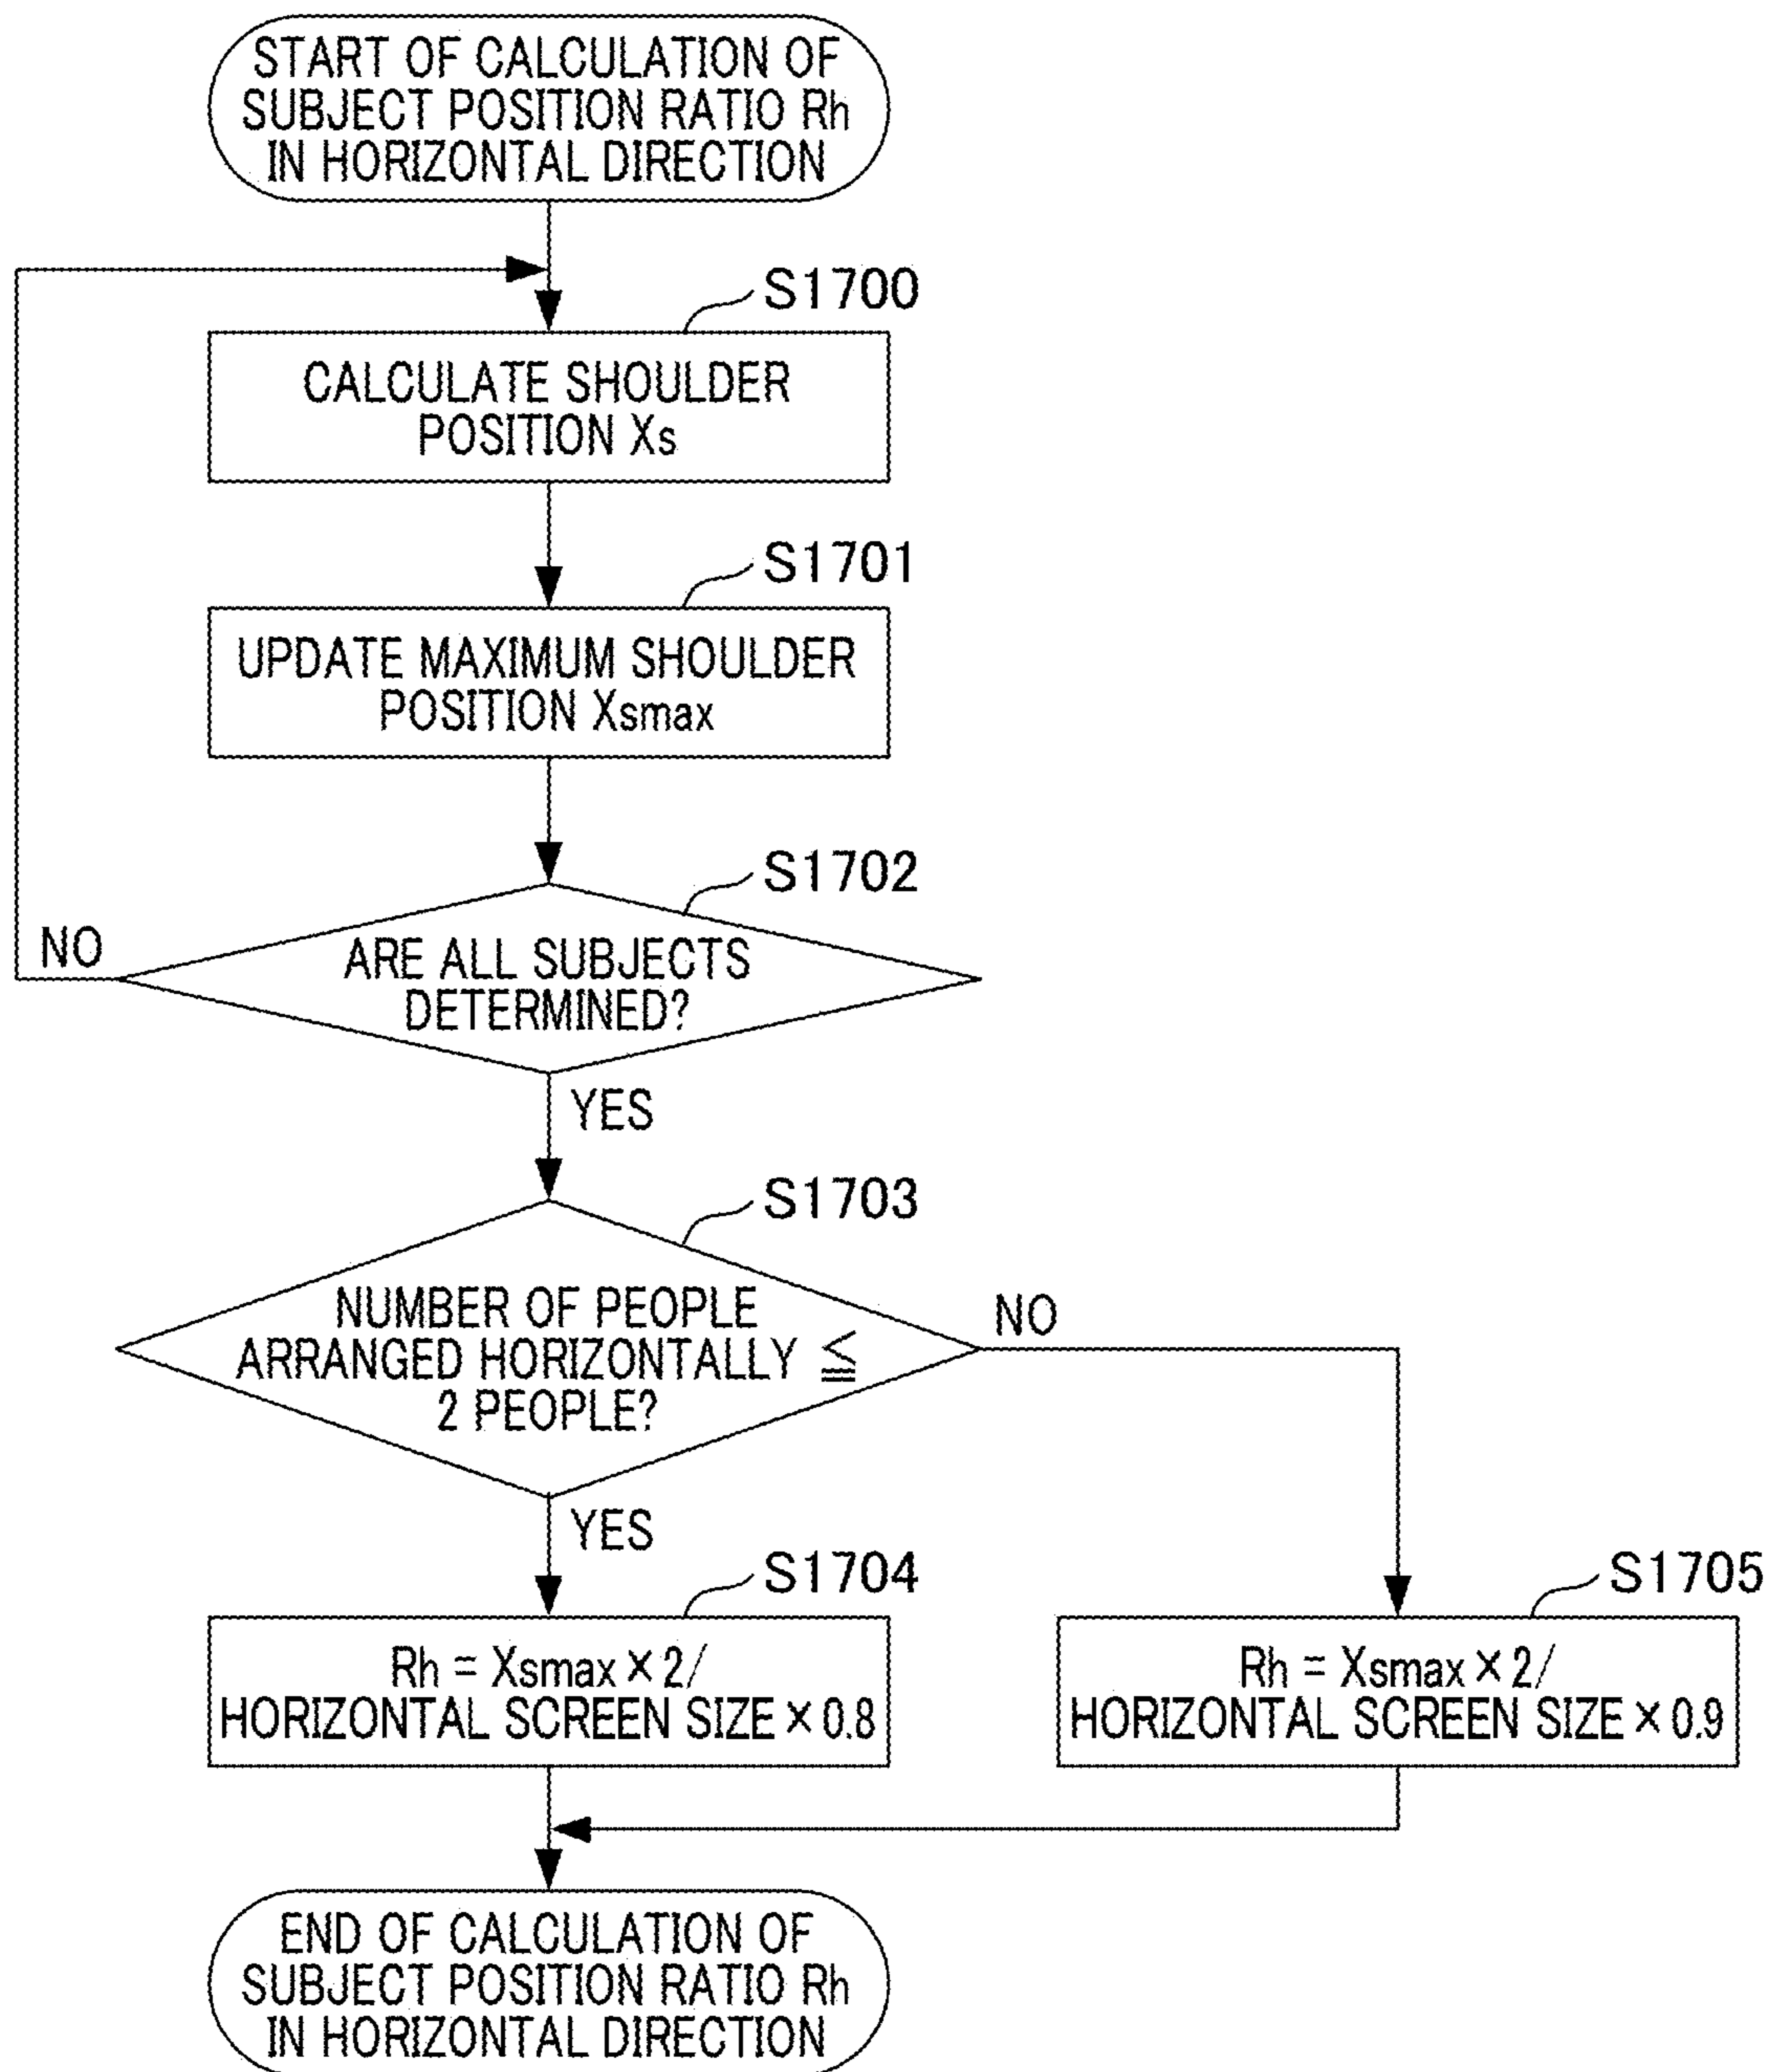 START OF CALCULATION OF
SUBJECT POSITION RATIO Rh
IN HORIZONTAL DIRECTION
S1700
CALCULATE SHOULDER
POSITION Xs
S1701
UPDATE MAXIMUM SHOULDER
POSITION Xsmax
S1702
NO
ARE ALL SUBJECTS
DETERMINED?
YES
S1703
NUMBER OF PEOPLE
ARRANGED HORIZONTALLY ≦
2 PEOPLE?
NO
YES
S1704
Rh = Xsmax × 2/
HORIZONTAL SCREEN SIZE × 0.8
S1705
Rh = Xsmax × 2/
HORIZONTAL SCREEN SIZE × 0.9
END OF CALCULATION OF
SUBJECT POSITION RATIO Rh
IN HORIZONTAL DIRECTION